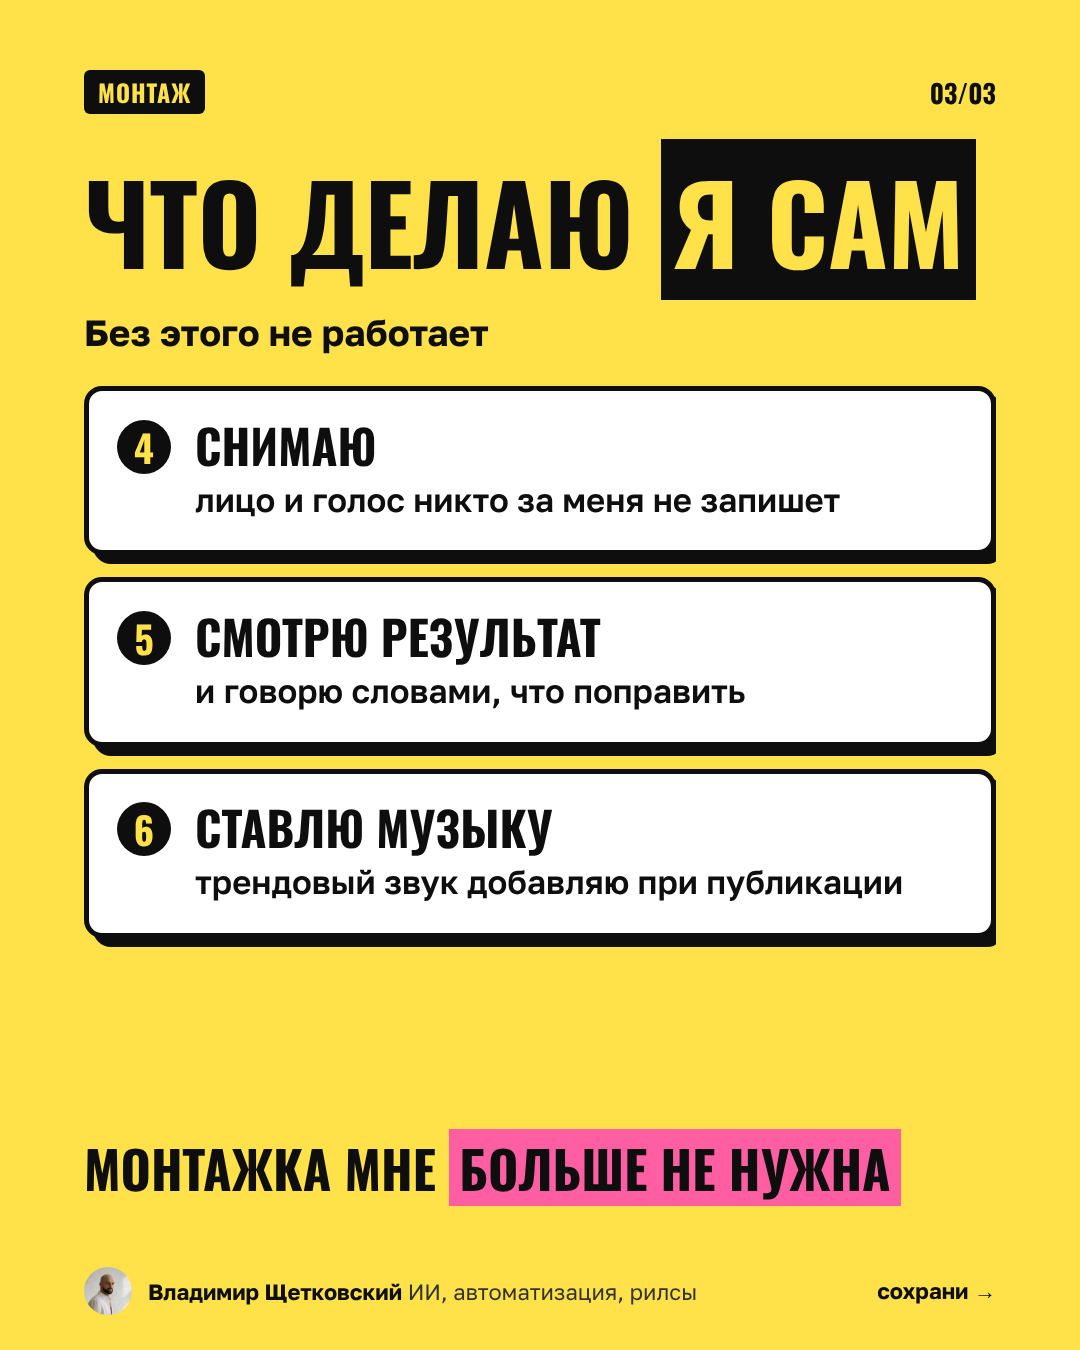 МОНТАЖ
03/03
ЧТО ДЕЛАЮ Я САМ
Без этого не работает
4 СНИМАЮ
лицо и голос никто за меня не запишет
5 СМОТРЮ РЕЗУЛЬТАТ
и говорю словами, что поправить
6 СТАВЛЮ МУЗЫКУ
трендовый звук добавляю при публикации
МОНТАЖКА МНЕ БОЛЬШЕ НЕ НУЖНА
Владимир Щетковский ИИ, автоматизация, рилсы
сохрани →